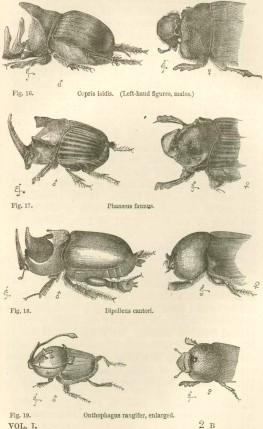 Fig. 16. Copris isidis. (Left-hand figures, males.)
Fig. 17. Phanæus faunus.
Fig. 18. Dipelicus cantori.
Fig. 19. Onthophagus rangifer, enlarged.
VOL. I. 2 B